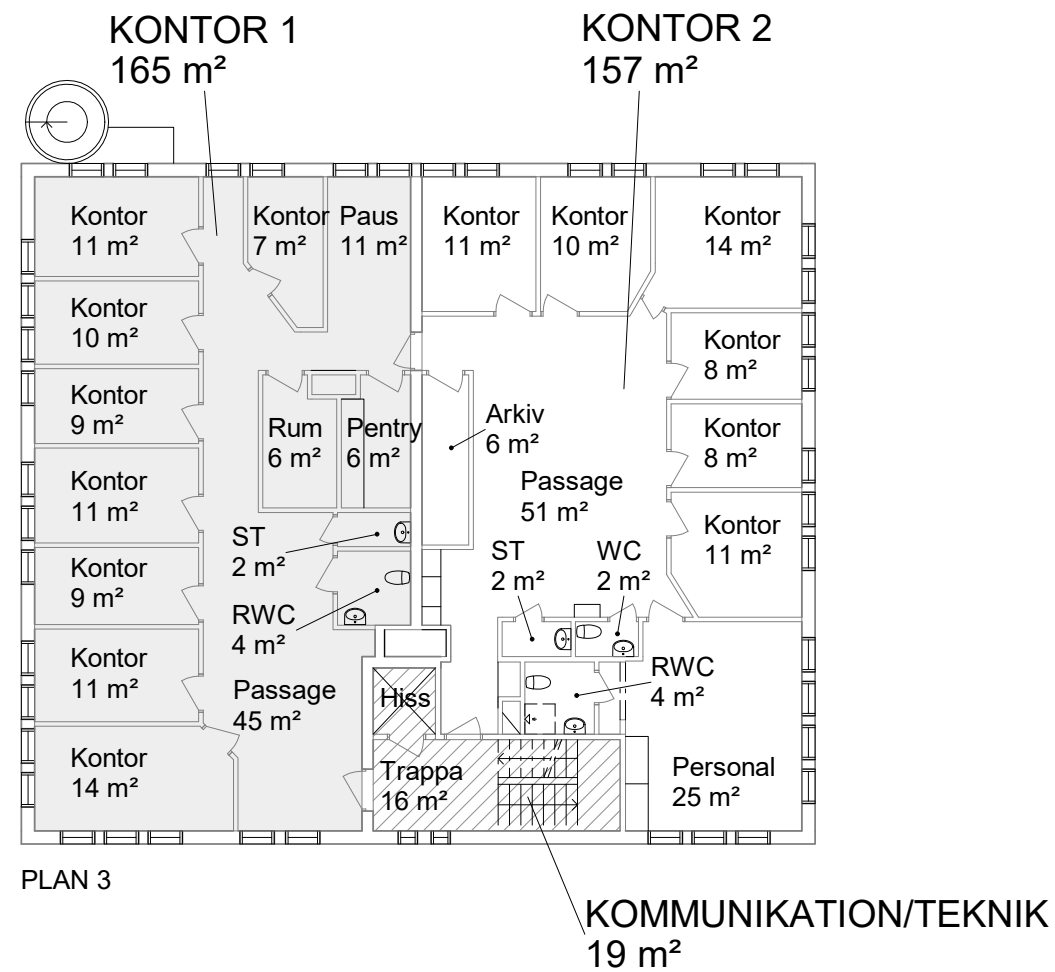 KONTOR 1
165 m²
KONTOR 2
157 m²
Kontor
11 m²
Kontor
7 m²
Paus
11 m²
Kontor
11 m²
Kontor
10 m²
Kontor
14 m²
Kontor
10 m²
Kontor
8 m²
Kontor
9 m²
Rum
6 m²
Pentry
6 m²
Arkiv
6 m²
Kontor
8 m²
Kontor
11 m²
Passage
51 m²
Kontor
11 m²
ST
2 m²
ST
2 m²
WC
2 m²
Kontor
9 m²
RWC
4 m²
Kontor
11 m²
Passage
45 m²
Hiss
RWC
4 m²
Kontor
14 m²
Trappa
16 m²
Personal
25 m²
PLAN 3
KOMMUNIKATION/TEKNIK
19 m²